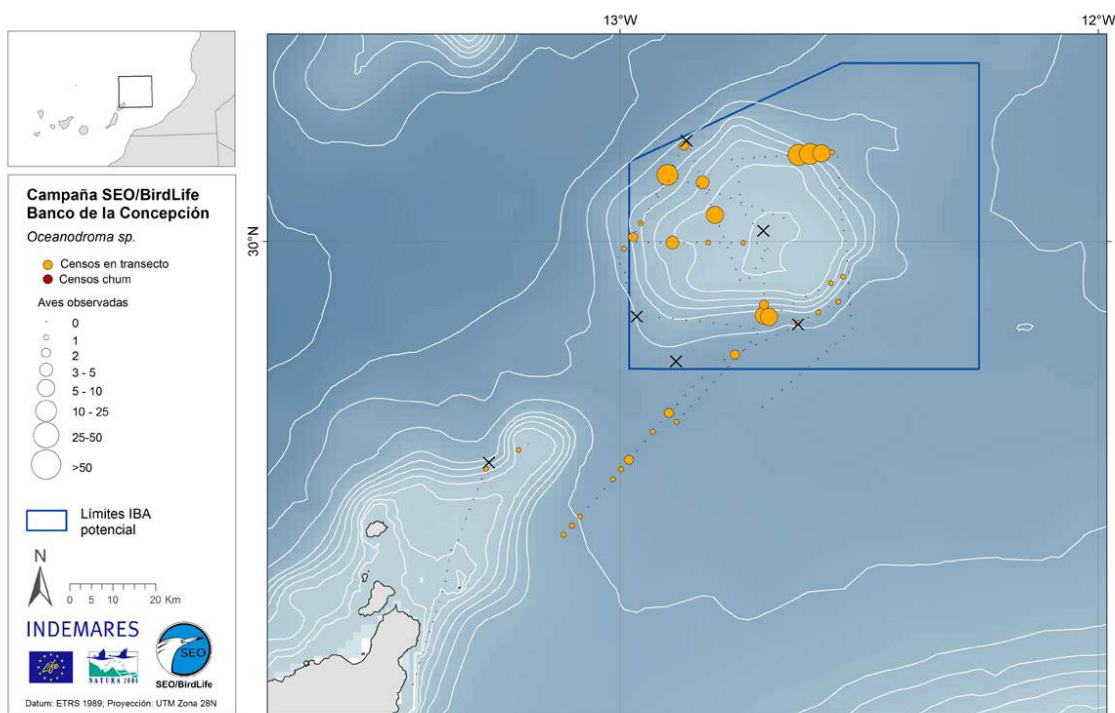 13°W
12°W
30°N
Campaña SEO/BirdLife
Banco de la Concepción
Oceanodroma sp.
Censos en transecto
Censos chum
Aves observadas
0
1
2
3 - 5
5 - 10
10 - 25
25-50
>50
Límites IBA
potencial
N
0 5 10 20 Km
INDEMARES
Life
NATURA 2000
SEO
SEO/BirdLife
Datum: ETRS 1989; Proyección: UTM Zona 28N